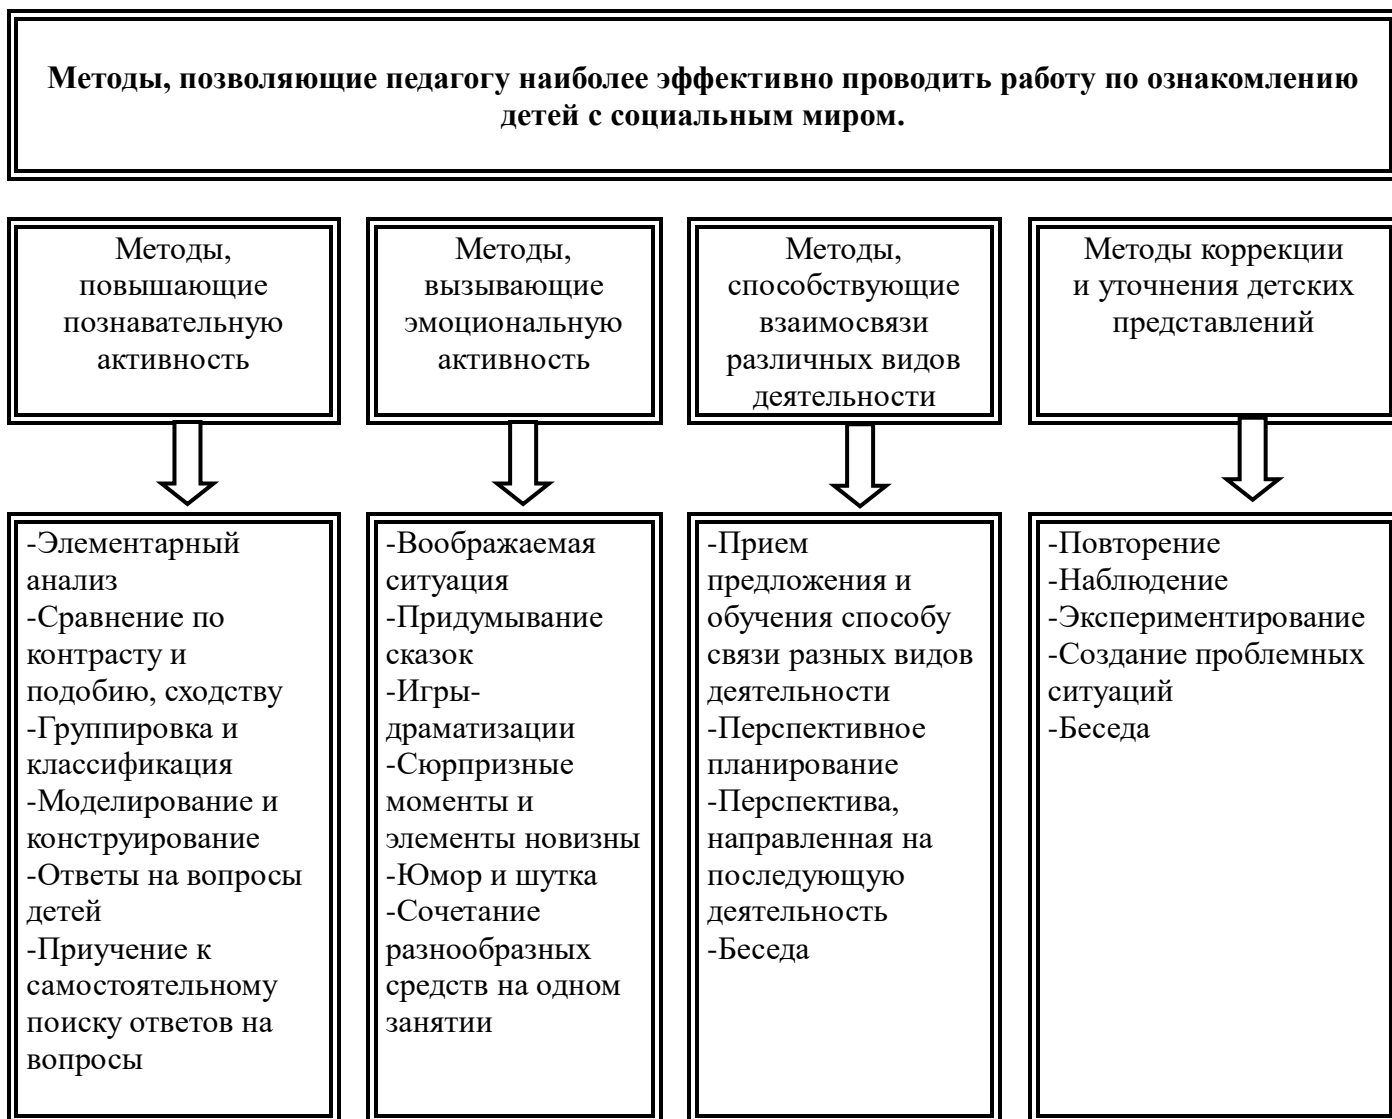 Методы, позволяющие педагогу наиболее эффективно проводить работу по ознакомлению
детей с социальным миром.
Методы,
повышающие
познавательную
активность
Методы,
вызывающие
эмоциональную
активность
Методы,
способствующие
взаимосвязи
различных видов
деятельности
Методы коррекции
и уточнения детских
представлений
-Элементарный
анализ
-Сравнение по
контрасту и
подобию, сходству
-Группировка и
классификация
-Моделирование и
конструирование
-Ответы на вопросы
детей
-Приучение к
самостоятельному
поиску ответов на
вопросы
-Воображаемая
ситуация
-Придумывание
сказок
-Игры-
драматизации
-Сюрпризные
моменты и
элементы новизны
-Юмор и шутка
-Сочетание
разнообразных
средств на одном
занятии
-Прием
предложения и
обучения способу
связи разных видов
деятельности
-Перспективное
планирование
-Перспектива,
направленная на
последующую
деятельность
-Беседа
-Повторение
-Наблюдение
-Экспериментирование
-Создание проблемных
ситуаций
-Беседа